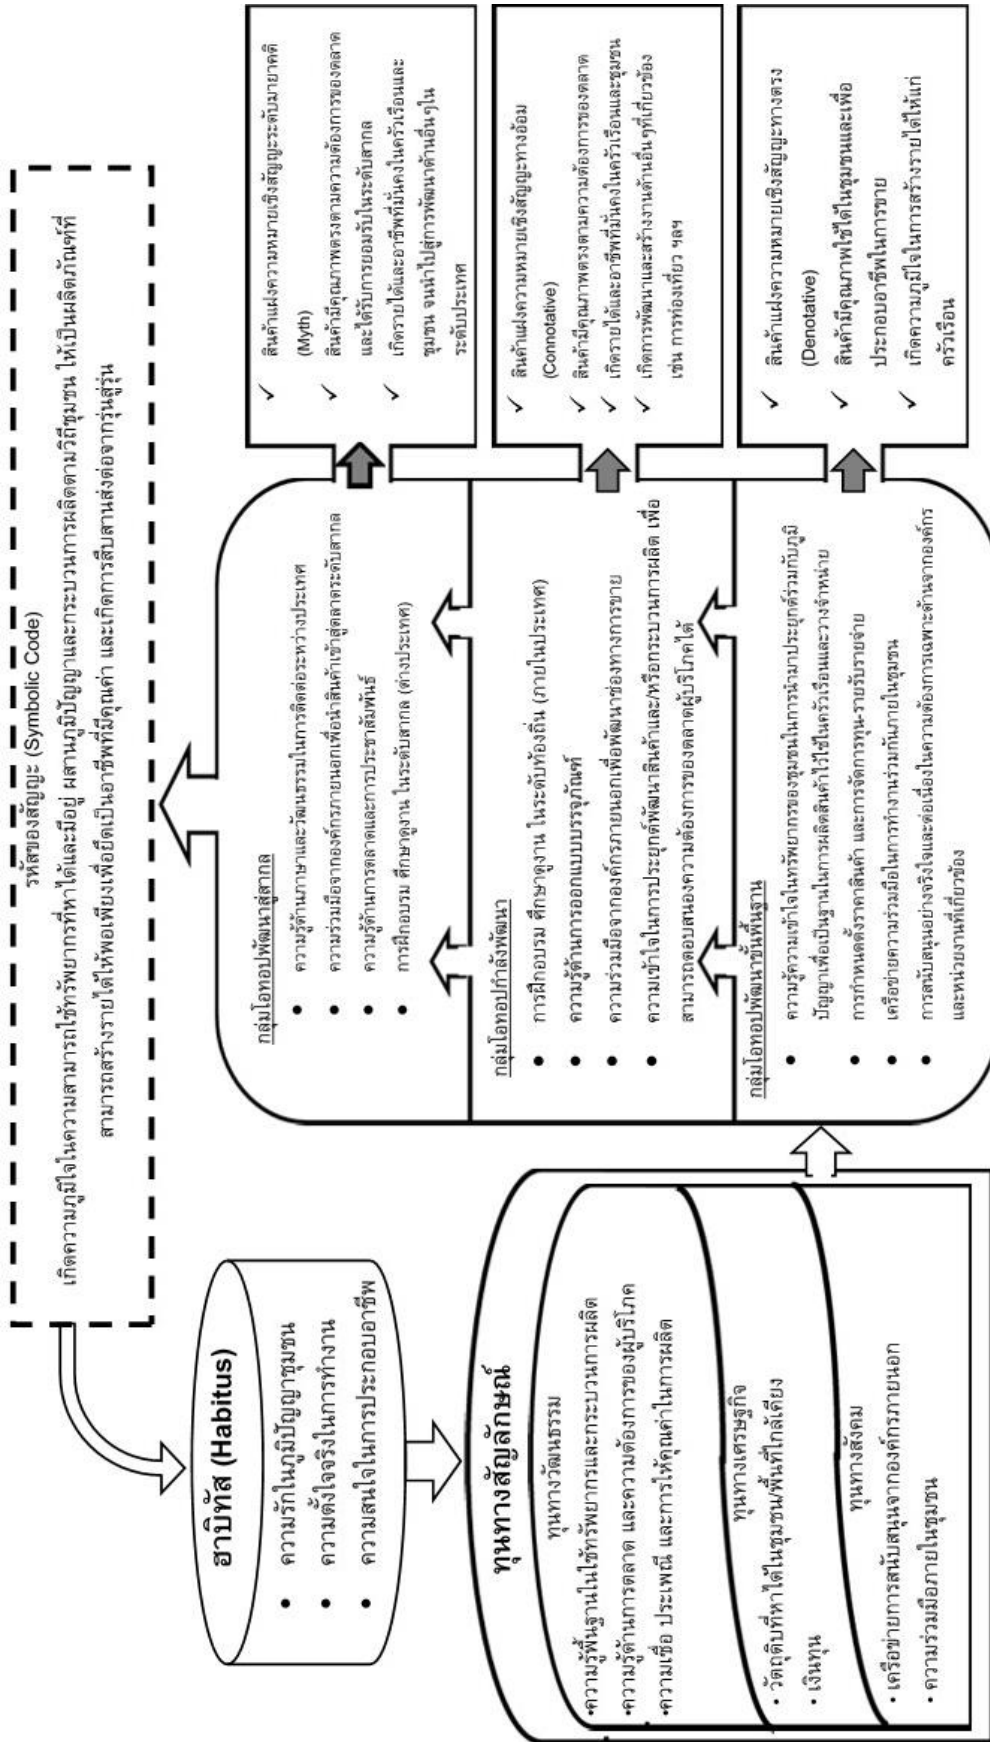 รหัสของสัญญะ (Symbolic Code)
เกิดความภูมิใจในความสามารถใช้ทรัพยากรที่หาได้และมีอยู่ ผสานภูมิปัญญาและกระบวนการผลิตตามวิถีชุมชน ให้เป็นผลิตภัณฑ์ที่
สามารถสร้างรายได้ให้พอเพียงเพื่อยึดเป็นอาชีพที่มีคุณค่า และเกิดการสืบสานส่งต่อจากรุ่นสู่รุ่น
ฮาบิทัส (Habitus)
• ความรักในภูมิปัญญาชุมชน
• ความตั้งใจจริงในการทำงาน
• ความสนใจในการประกอบอาชีพ
ทุนทางสัญลักษณ์
ทุนทางวัฒนธรรม
•ความรู้พื้นฐานในใช้ทรัพยากรและกระบวนการผลิต
•ความรู้ด้านการตลาด และความต้องการของผู้บริโภค
•ความเชื่อ ประเพณี และการให้คุณค่าในการผลิต
ทุนทางเศรษฐกิจ
• วัตถุดิบที่หาได้ในชุมชน/พื้นที่ใกล้เคียง
• เงินทุน
ทุนทางสังคม
• เครือข่ายการสนับสนุนจากองค์กรภายนอก
• ความร่วมมือภายในชุมชน
กลุ่มโอทอปพัฒนาสู่สากล
• ความรู้ด้านภาษาและวัฒนธรรมในการติดต่อระหว่างประเทศ
• ความร่วมมือจากองค์กรภายนอกเพื่อนำสินค้าเข้าสู่ตลาดระดับสากล
• ความรู้ด้านการตลาดและการประชาสัมพันธ์
• การฝึกอบรม ศึกษาดูงาน ในระดับสากล (ต่างประเทศ)
กลุ่มโอทอปกำลังพัฒนา
• การฝึกอบรม ศึกษาดูงาน ในระดับท้องถิ่น (ภายในประเทศ)
• ความรู้ด้านการออกแบบบรรจุภัณฑ์
• ความร่วมมือจากองค์กรภายนอกเพื่อพัฒนาช่องทางการขาย
• ความเข้าใจในการประยุกต์พัฒนาสินค้าและ/หรือกระบวนการผลิต เพื่อ
สามารถตอบสนองความต้องการของตลาดผู้บริโภคได้
กลุ่มโอทอปพัฒนาขั้นพื้นฐาน
• ความรู้ความเข้าใจในทรัพยากรของชุมชนในการนำมาประยุกต์ร่วมกับภูมิ
ปัญญาเพื่อเป็นฐานในการผลิตสินค้าไว้ใช้ในครัวเรือนและวางจำหน่าย
• การกำหนดตั้งราคาสินค้า และการจัดการทุน-รายรับรายจ่าย
• เครือข่ายความร่วมมือในการทำงานร่วมกันภายในชุมชน
• การสนับสนุนอย่างจริงใจและต่อเนื่องในความต้องการเฉพาะด้านจากองค์กร
และหน่วยงานที่เกี่ยวข้อง
✓ สินค้าแฝงความหมายเชิงสัญญะระดับมายาคติ
(Myth)
✓ สินค้ามีคุณภาพตรงตามความต้องการของตลาด
และได้รับการยอมรับในระดับสากล
✓ เกิดรายได้และอาชีพที่มั่นคงในครัวเรือนและ
ชุมชน จนนำไปสู่การพัฒนาด้านอื่นๆใน
ระดับประเทศ
✓ สินค้าแฝงความหมายเชิงสัญญะทางอ้อม
(Connotative)
✓ สินค้ามีคุณภาพตรงตามความต้องการของตลาด
✓ เกิดรายได้และอาชีพที่มั่นคงในครัวเรือนและชุมชน
✓ เกิดการพัฒนาและสร้างงานด้านอื่นๆที่เกี่ยวข้อง
เช่น การท่องเที่ยว ฯลฯ
✓ สินค้าแฝงความหมายเชิงสัญญะทางตรง
(Denotative)
✓ สินค้ามีคุณภาพใช้ได้ในชุมชนและเพื่อ
ประกอบอาชีพในการขาย
✓ เกิดความภูมิใจในการสร้างรายได้ให้แก่
ครัวเรือน